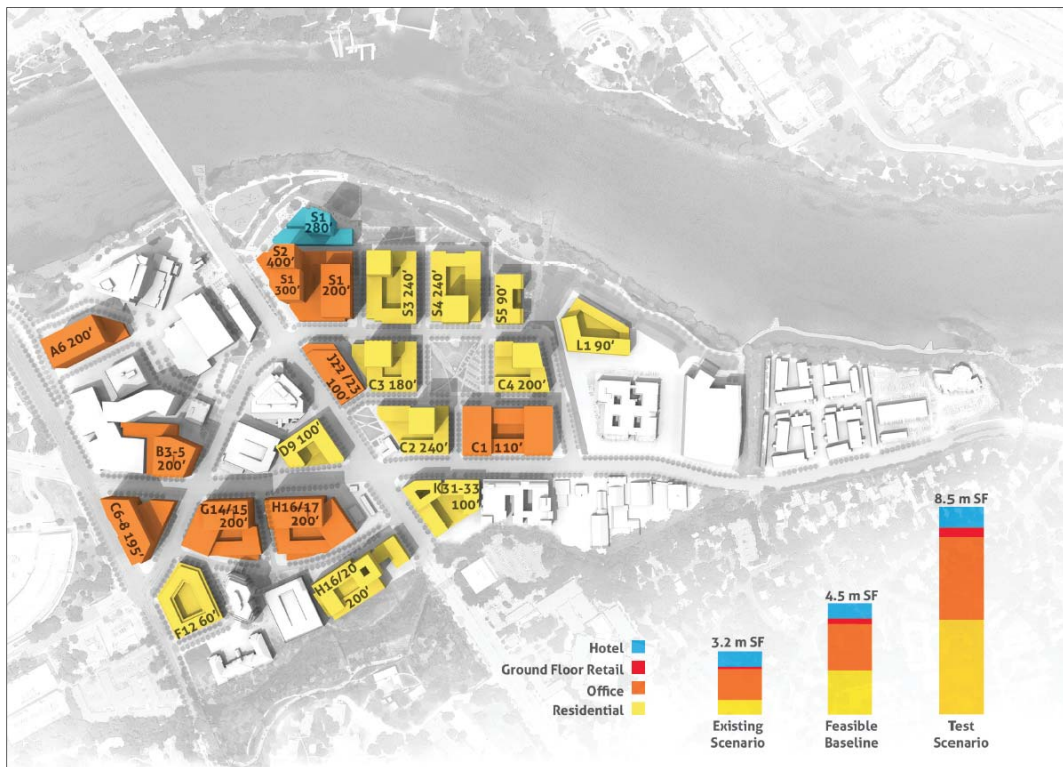 S1
280'
S2
400'
S1
300'
S1
200'
S3 240'
S4 240'
S5 90'
A6 200'
J22/23
100'
L1 90'
C3 180'
C4 200'
D9 100'
C2 240'
C1 110'
B3-5
200'
K31-33
100'
C6-8 195'
G14/15
200'
H16/17
200'
H16/20
200'
F12 60'
8.5 m SF
4.5 m SF
3.2 m SF
Hotel
Ground Floor Retail
Office
Residential
Existing
Scenario
Feasible
Baseline
Test
Scenario